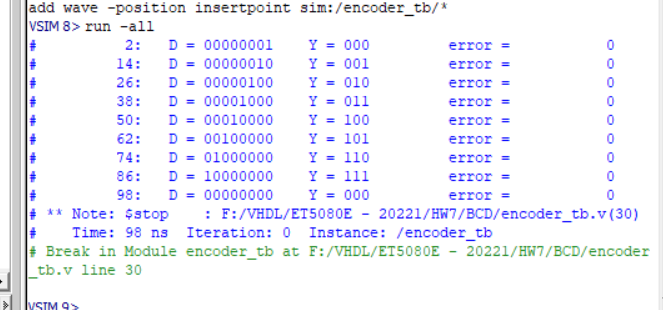 add wave -position insertpoint sim:/encoder_tb/*
VSIM 8> run -all
# 2: D = 00000001 Y = 000 error = 0
# 14: D = 00000010 Y = 001 error = 0
# 26: D = 00000100 Y = 010 error = 0
# 38: D = 00001000 Y = 011 error = 0
# 50: D = 00010000 Y = 100 error = 0
# 62: D = 00100000 Y = 101 error = 0
# 74: D = 01000000 Y = 110 error = 0
# 86: D = 10000000 Y = 111 error = 0
# 98: D = 00000000 Y = 000 error = 0
# ** Note: $stop : F:/VHDL/ET5080E - 20221/HW7/BCD/encoder_tb.v(30)
# Time: 98 ns Iteration: 0 Instance: /encoder_tb
# Break in Module encoder_tb at F:/VHDL/ET5080E - 20221/HW7/BCD/encoder
_tb.v line 30
VSIM 9>